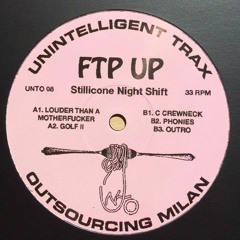 UNINTELLIGENT TRAX
FTP UP
UNTO 08
Stillicone Night Shift
33 RPM
A1. LOUDER THAN A
MOTHERFUCKER
A2. GOLF II
B1. C CREWNECK
B2. PHONIES
B3. OUTRO
OUTSOURCING MILAN